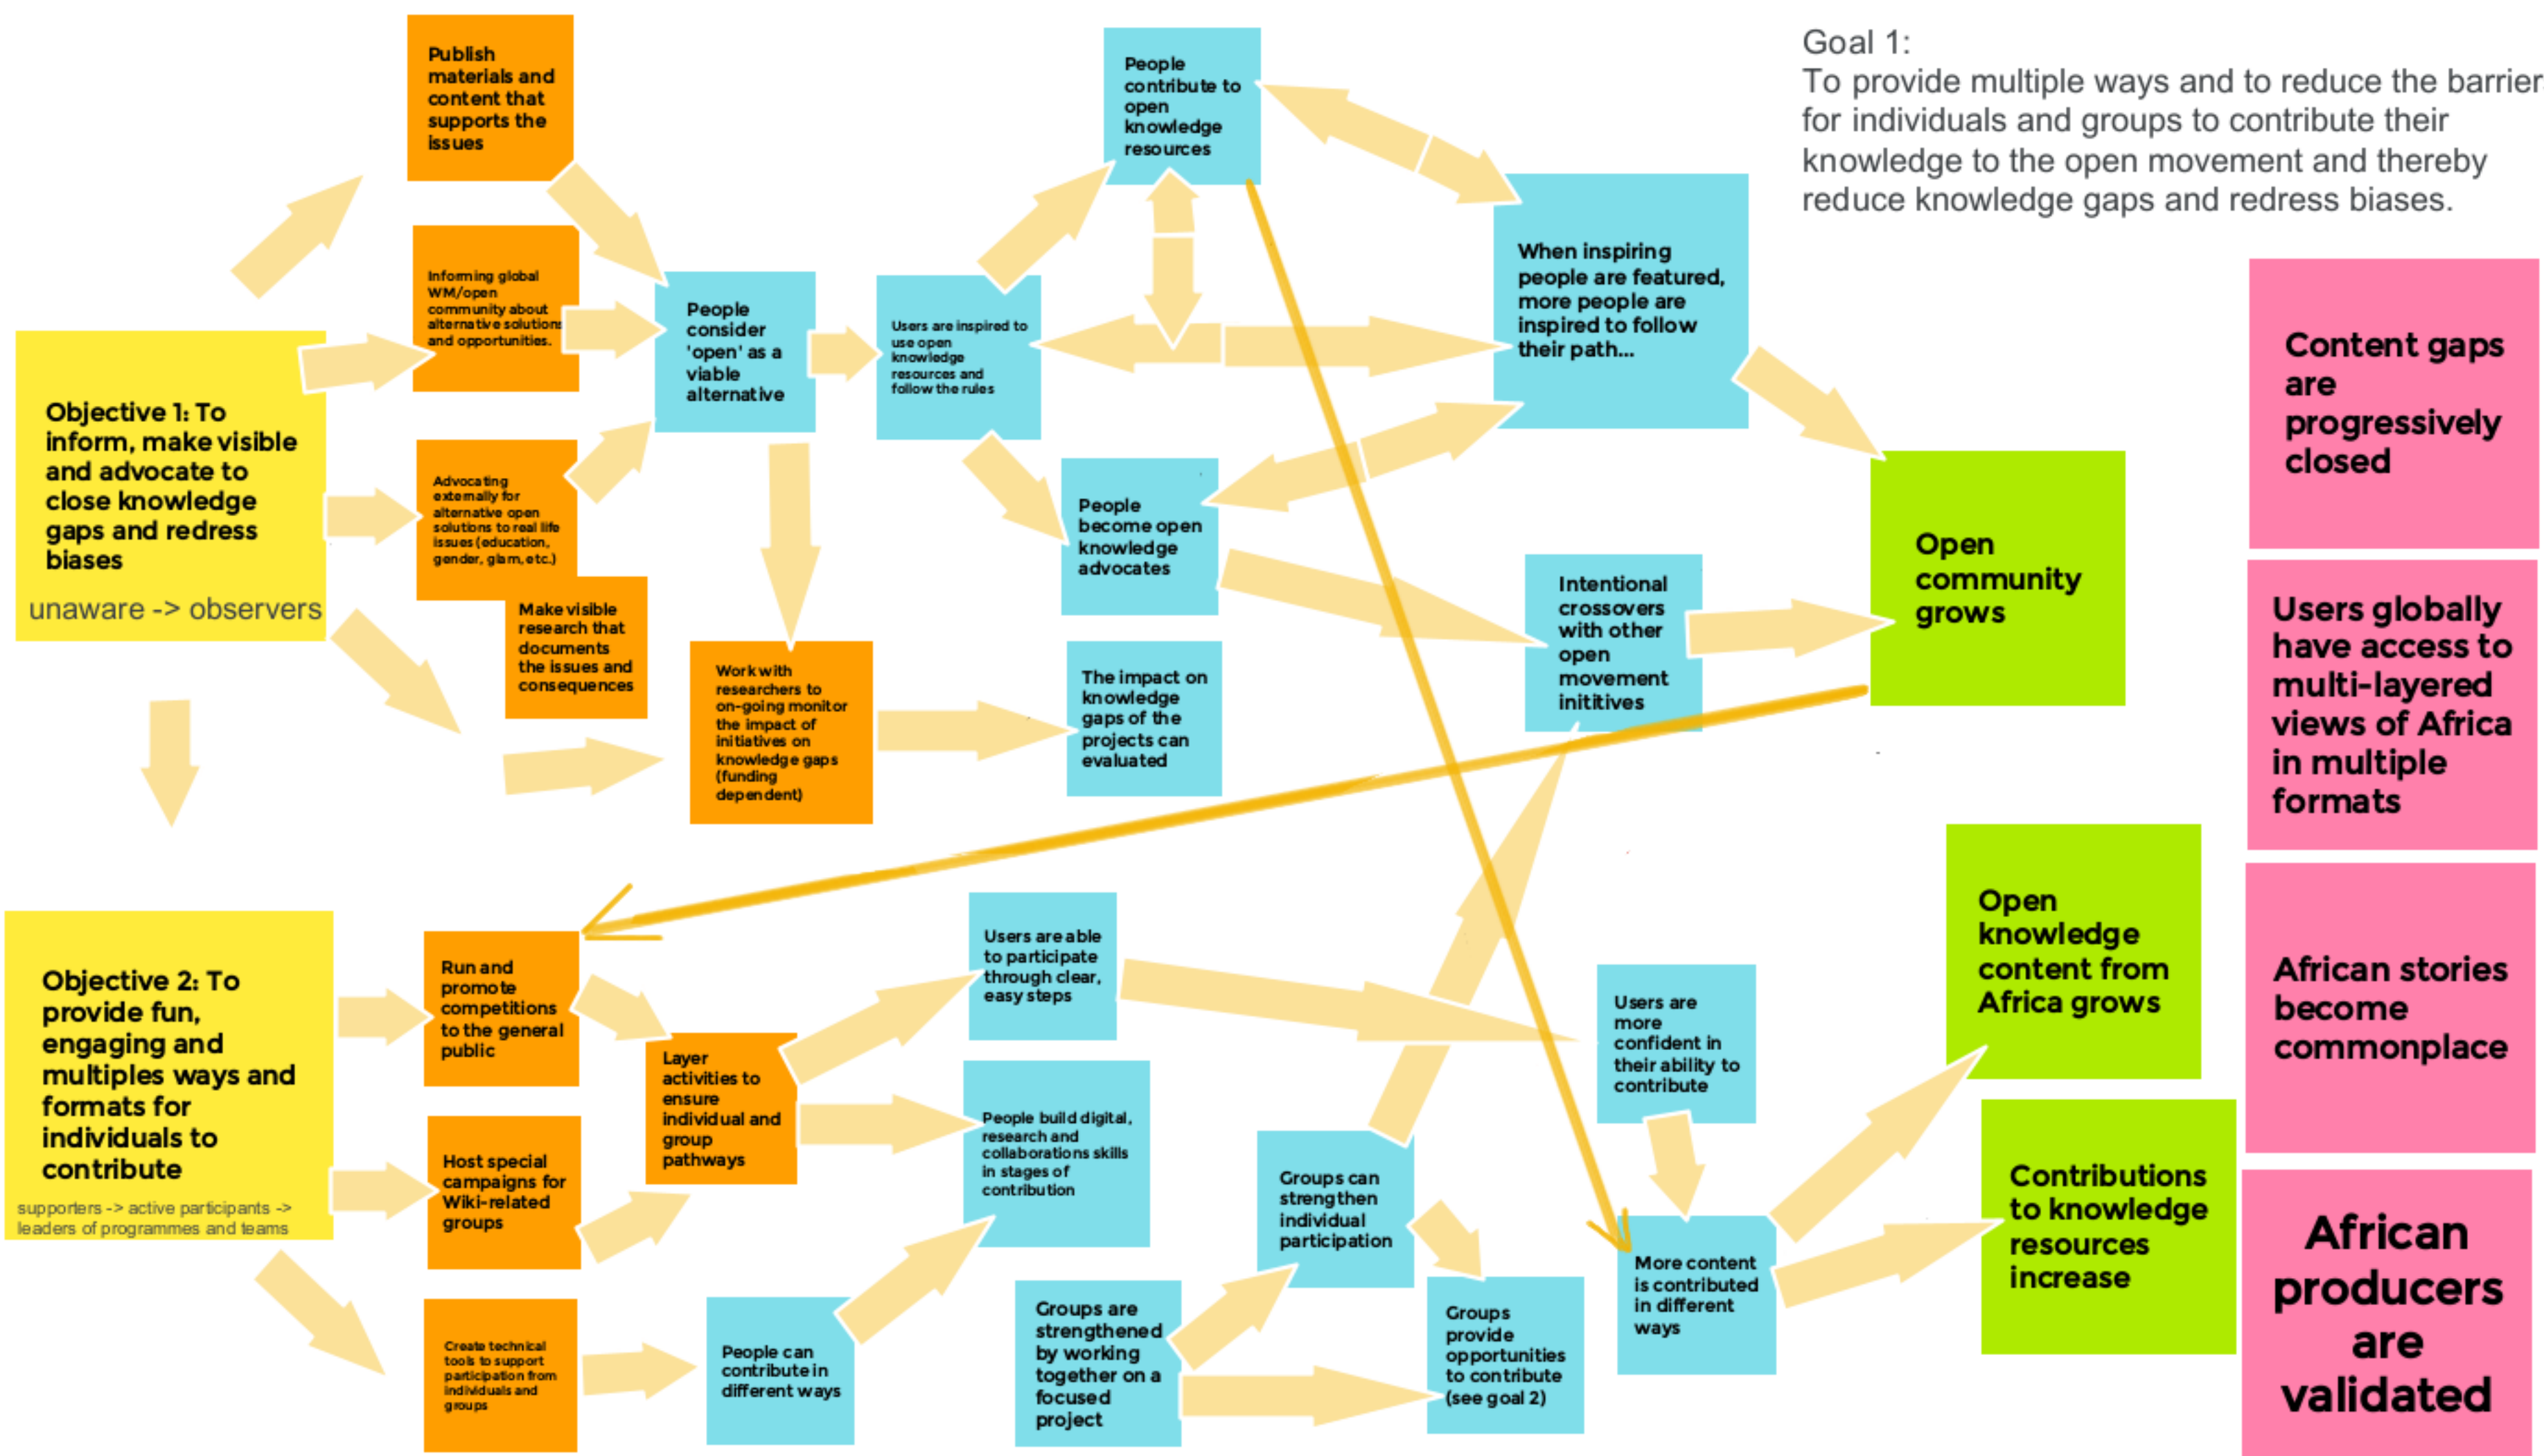 Goal 1:
To provide multiple ways and to reduce the barrier
for individuals and groups to contribute their
knowledge to the open movement and thereby
reduce knowledge gaps and redress biases.
Publish
materials and
content that
supports the
issues
People
contribute to
open
knowledge
resources
Informing global
WM/open
community about
alternative solutions
and opportunities.
People
consider
'open' as a
viable
alternative
Users are inspired to
use open
knowledge
resources and
follow the rules
When inspiring
people are featured,
more people are
inspired to follow
their path...
Content gaps
are
progressively
closed
Objective 1: To
inform, make visible
and advocate to
close knowledge
gaps and redress
biases
unaware -> observers
Advocating
externally for
alternative open
solutions to real life
issues (education,
gender, glam, etc.)
People
become open
knowledge
advocates
Open
community
grows
Make visible
research that
documents
the issues and
consequences
Work with
researchers to
on-going monitor
the impact of
initiatives on
knowledge gaps
(funding
dependent)
The impact on
knowledge
gaps of the
projects can
evaluated
Intentional
crossovers
with other
open
movement
inititives
Users globally
have access to
multi-layered
views of Africa
in multiple
formats
Objective 2: To
provide fun,
engaging and
multiples ways and
formats for
individuals to
contribute
supporters -> active participants ->
leaders of programmes and teams
Run and
promote
competitions
to the general
public
Users are able
to participate
through clear,
easy steps
Layer
activities to
ensure
individual and
group
pathways
Users are
more
confident in
their ability to
contribute
Open
knowledge
content from
Africa grows
African stories
become
commonplace
Host special
campaigns for
Wiki-related
groups
People build digital,
research and
collaborations skills
in stages of
contribution
Groups can
strengthen
individual
participation
More content
is contributed
in different
ways
Contributions
to knowledge
resources
increase
Create technical
tools to support
participation from
individuals and
groups
People can
contribute in
different ways
Groups are
strengthened
by working
together on a
focused
project
Groups
provide
opportunities
to contribute
(see goal 2)
African
producers
are
validated